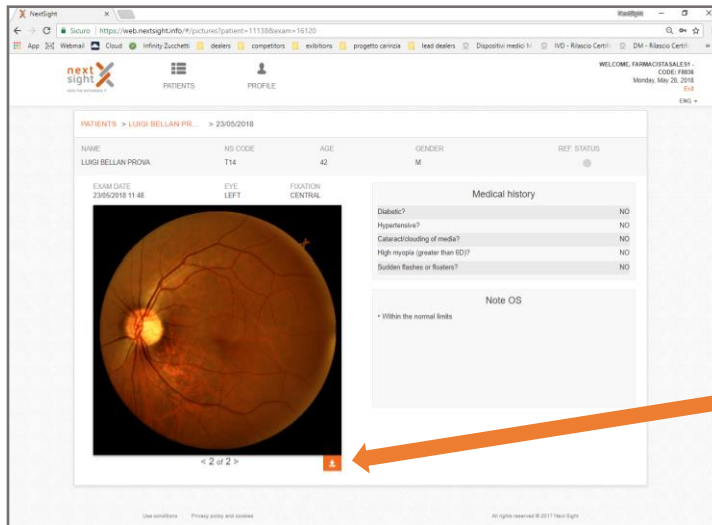 NextSight
NextSight
Sicuro | https://web.nextsight.info/#/pictures?patient=11138&exam=16120
App Webmail Cloud Infinity Zucchetti dealers competitors exibitions progetto carinzia lead dealers Dispositivi medici IVD - Rilascio Certifi DM - Rilascio Certifi »
next sight
PATIENTS
PROFILE
WELCOME, FARMACISTASALES1 -
CODE: F8036
Monday, May 28, 2018
Exit
ENG
PATIENTS > LUIGI BELLAN PR... > 23/05/2018
NAME NS CODE AGE GENDER REF. STATUS
LUIGI BELLAN PROVA T14 42 M
EXAM DATE EYE FIXATION
23/05/2018 11:48 LEFT CENTRAL
Medical history
Diabetic? NO
Hypertensive? NO
Cataract/clouding of media? NO
High myopia (greater than 6D)? NO
Sudden flashes or floaters? NO
Note OS
• Within the normal limits
< 2 of 2 >
Use conditions Privacy policy and cookies All rights reserved © 2017 Next Sight